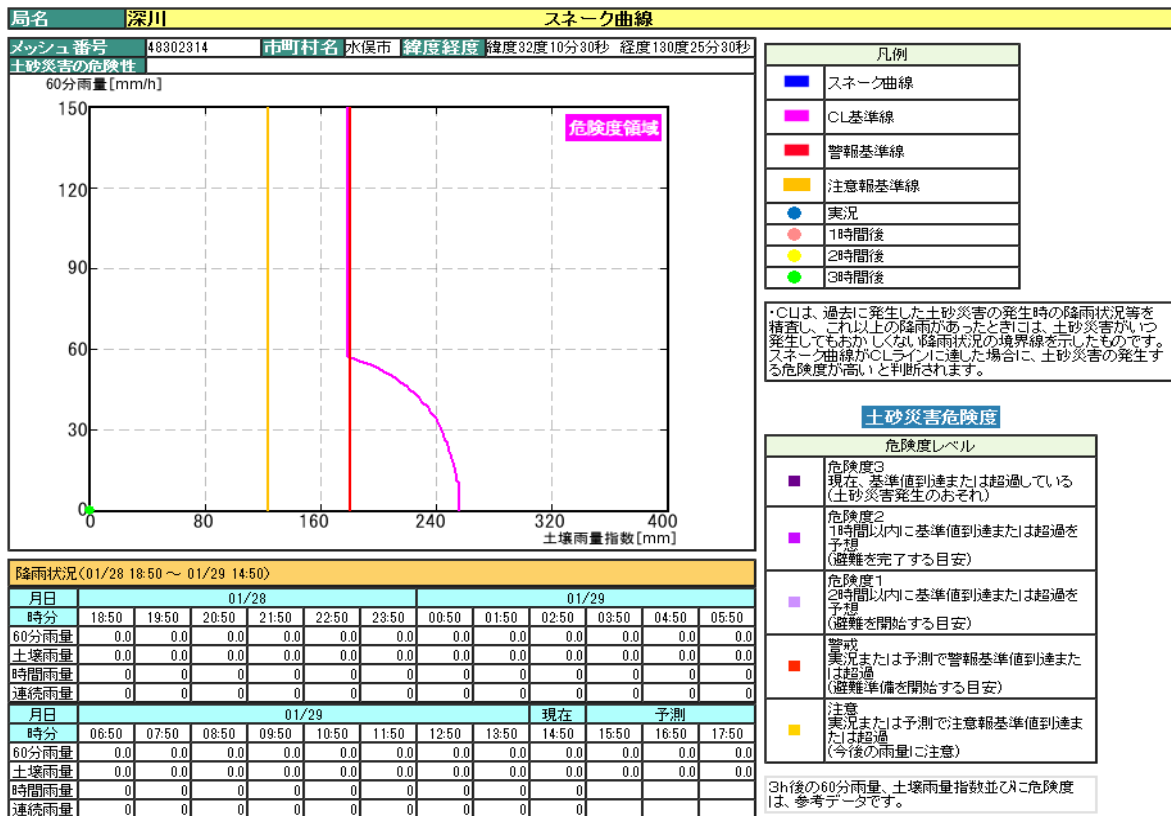 局名 深川 スネーク曲線
メッシュ番号 48302314 市町村名 水俣市 緯度経度 緯度32度10分30秒 経度130度25分30秒
土砂災害の危険性
60分雨量[mm/h]
150
120
90
60
30
0
危険度領域
0 80 160 240 320 400
土壌雨量指数[mm]
凡例
スネーク曲線
CL基準線
警報基準線
注意報基準線
実況
1時間後
2時間後
3時間後
・CLは、過去に発生した土砂災害の発生時の降雨状況等を
精査し、これ以上の降雨があったときには、土砂災害がいつ
発生してもおかしくない降雨状況の境界線を示したものです。
スネーク曲線がCLラインに達した場合に、土砂災害の発生す
る危険度が高いと判断されます。
土砂災害危険度
危険度レベル
危険度3
現在、基準値到達または超過している
(土砂災害発生のおそれ)
危険度2
1時間以内に基準値到達または超過を
予想
(避難を完了する目安)
危険度1
2時間以内に基準値到達または超過を
予想
(避難を開始する目安)
警戒
実況または予測で警報基準値到達また
は超過
(避難準備を開始する目安)
注意
実況または予測で注意報基準値到達ま
たは超過
(今後の雨量に注意)
3h後の60分雨量、土壌雨量指数並びに危険度
は、参考データです。
降雨状況(01/28 18:50 ～ 01/29 14:50)
月日 01/28 01/29
時分 18:50 19:50 20:50 21:50 22:50 23:50 00:50 01:50 02:50 03:50 04:50 05:50
60分雨量 0.0 0.0 0.0 0.0 0.0 0.0 0.0 0.0 0.0 0.0 0.0 0.0
土壌雨量 0.0 0.0 0.0 0.0 0.0 0.0 0.0 0.0 0.0 0.0 0.0 0.0
時間雨量 0 0 0 0 0 0 0 0 0 0 0 0
連続雨量 0 0 0 0 0 0 0 0 0 0 0 0
月日 01/29 現在 予測
時分 06:50 07:50 08:50 09:50 10:50 11:50 12:50 13:50 14:50 15:50 16:50 17:50
60分雨量 0.0 0.0 0.0 0.0 0.0 0.0 0.0 0.0 0.0 0.0 0.0 0.0
土壌雨量 0.0 0.0 0.0 0.0 0.0 0.0 0.0 0.0 0.0 0.0 0.0 0.0
時間雨量 0 0 0 0 0 0 0 0 0
連続雨量 0 0 0 0 0 0 0 0 0